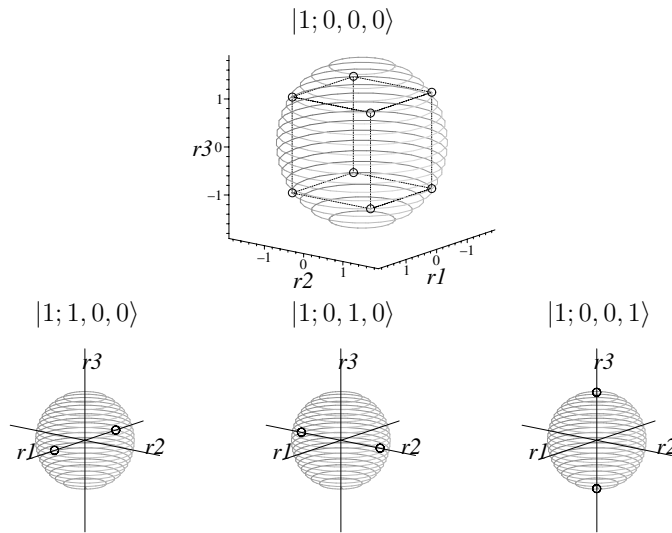 |1;0,0,0⟩
1
r3 0
−1
−1
0
1
r2
1
0
−1
r1
|1;1,0,0⟩
|1;0,1,0⟩
|1;0,0,1⟩
r3
r3
r3
r1
r2
r1
r2
r1
r2